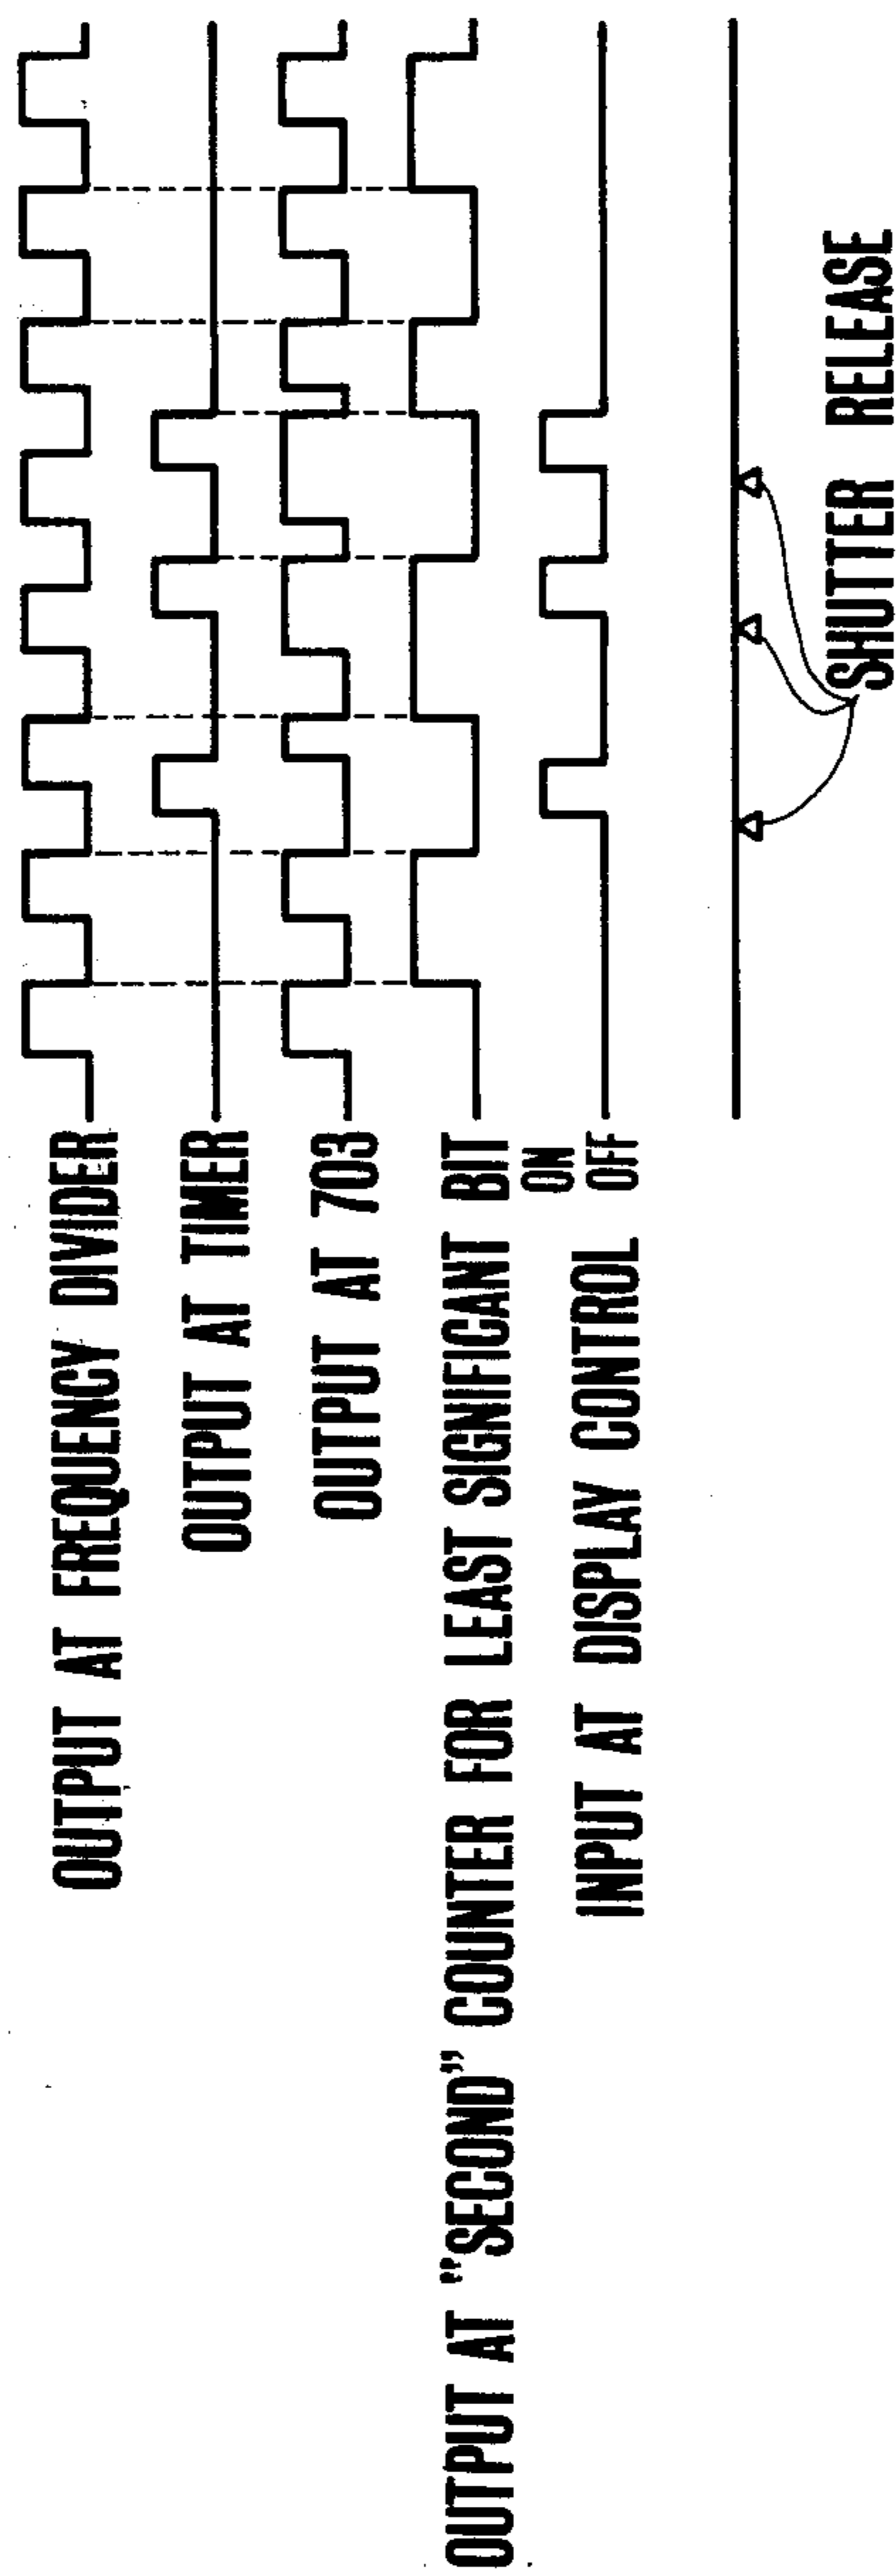 OUTPUT AT FREQUENCY DIVIDER
OUTPUT AT TIMER
OUTPUT AT 703
OUTPUT AT "SECOND" COUNTER FOR LEAST SIGNIFICANT BIT
ON
INPUT AT DISPLAY CONTROL OFF
SHUTTER RELEASE